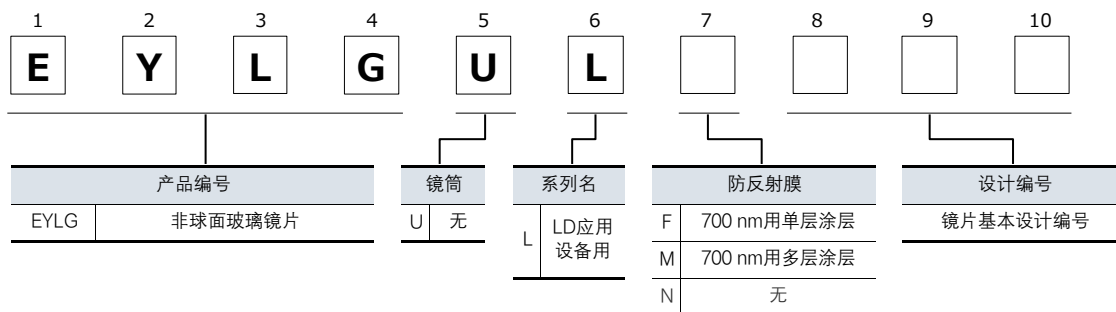 1 2 3 4 5 6 7 8 9 10
E Y L G U L
产品编号 镜筒 系列名 防反射膜 设计编号
EYLG 非球面玻璃镜片 U 无 L LD应用 F 700 nm用单层涂层 镜片基本设计编号
设备用 M 700 nm用多层涂层
N 无